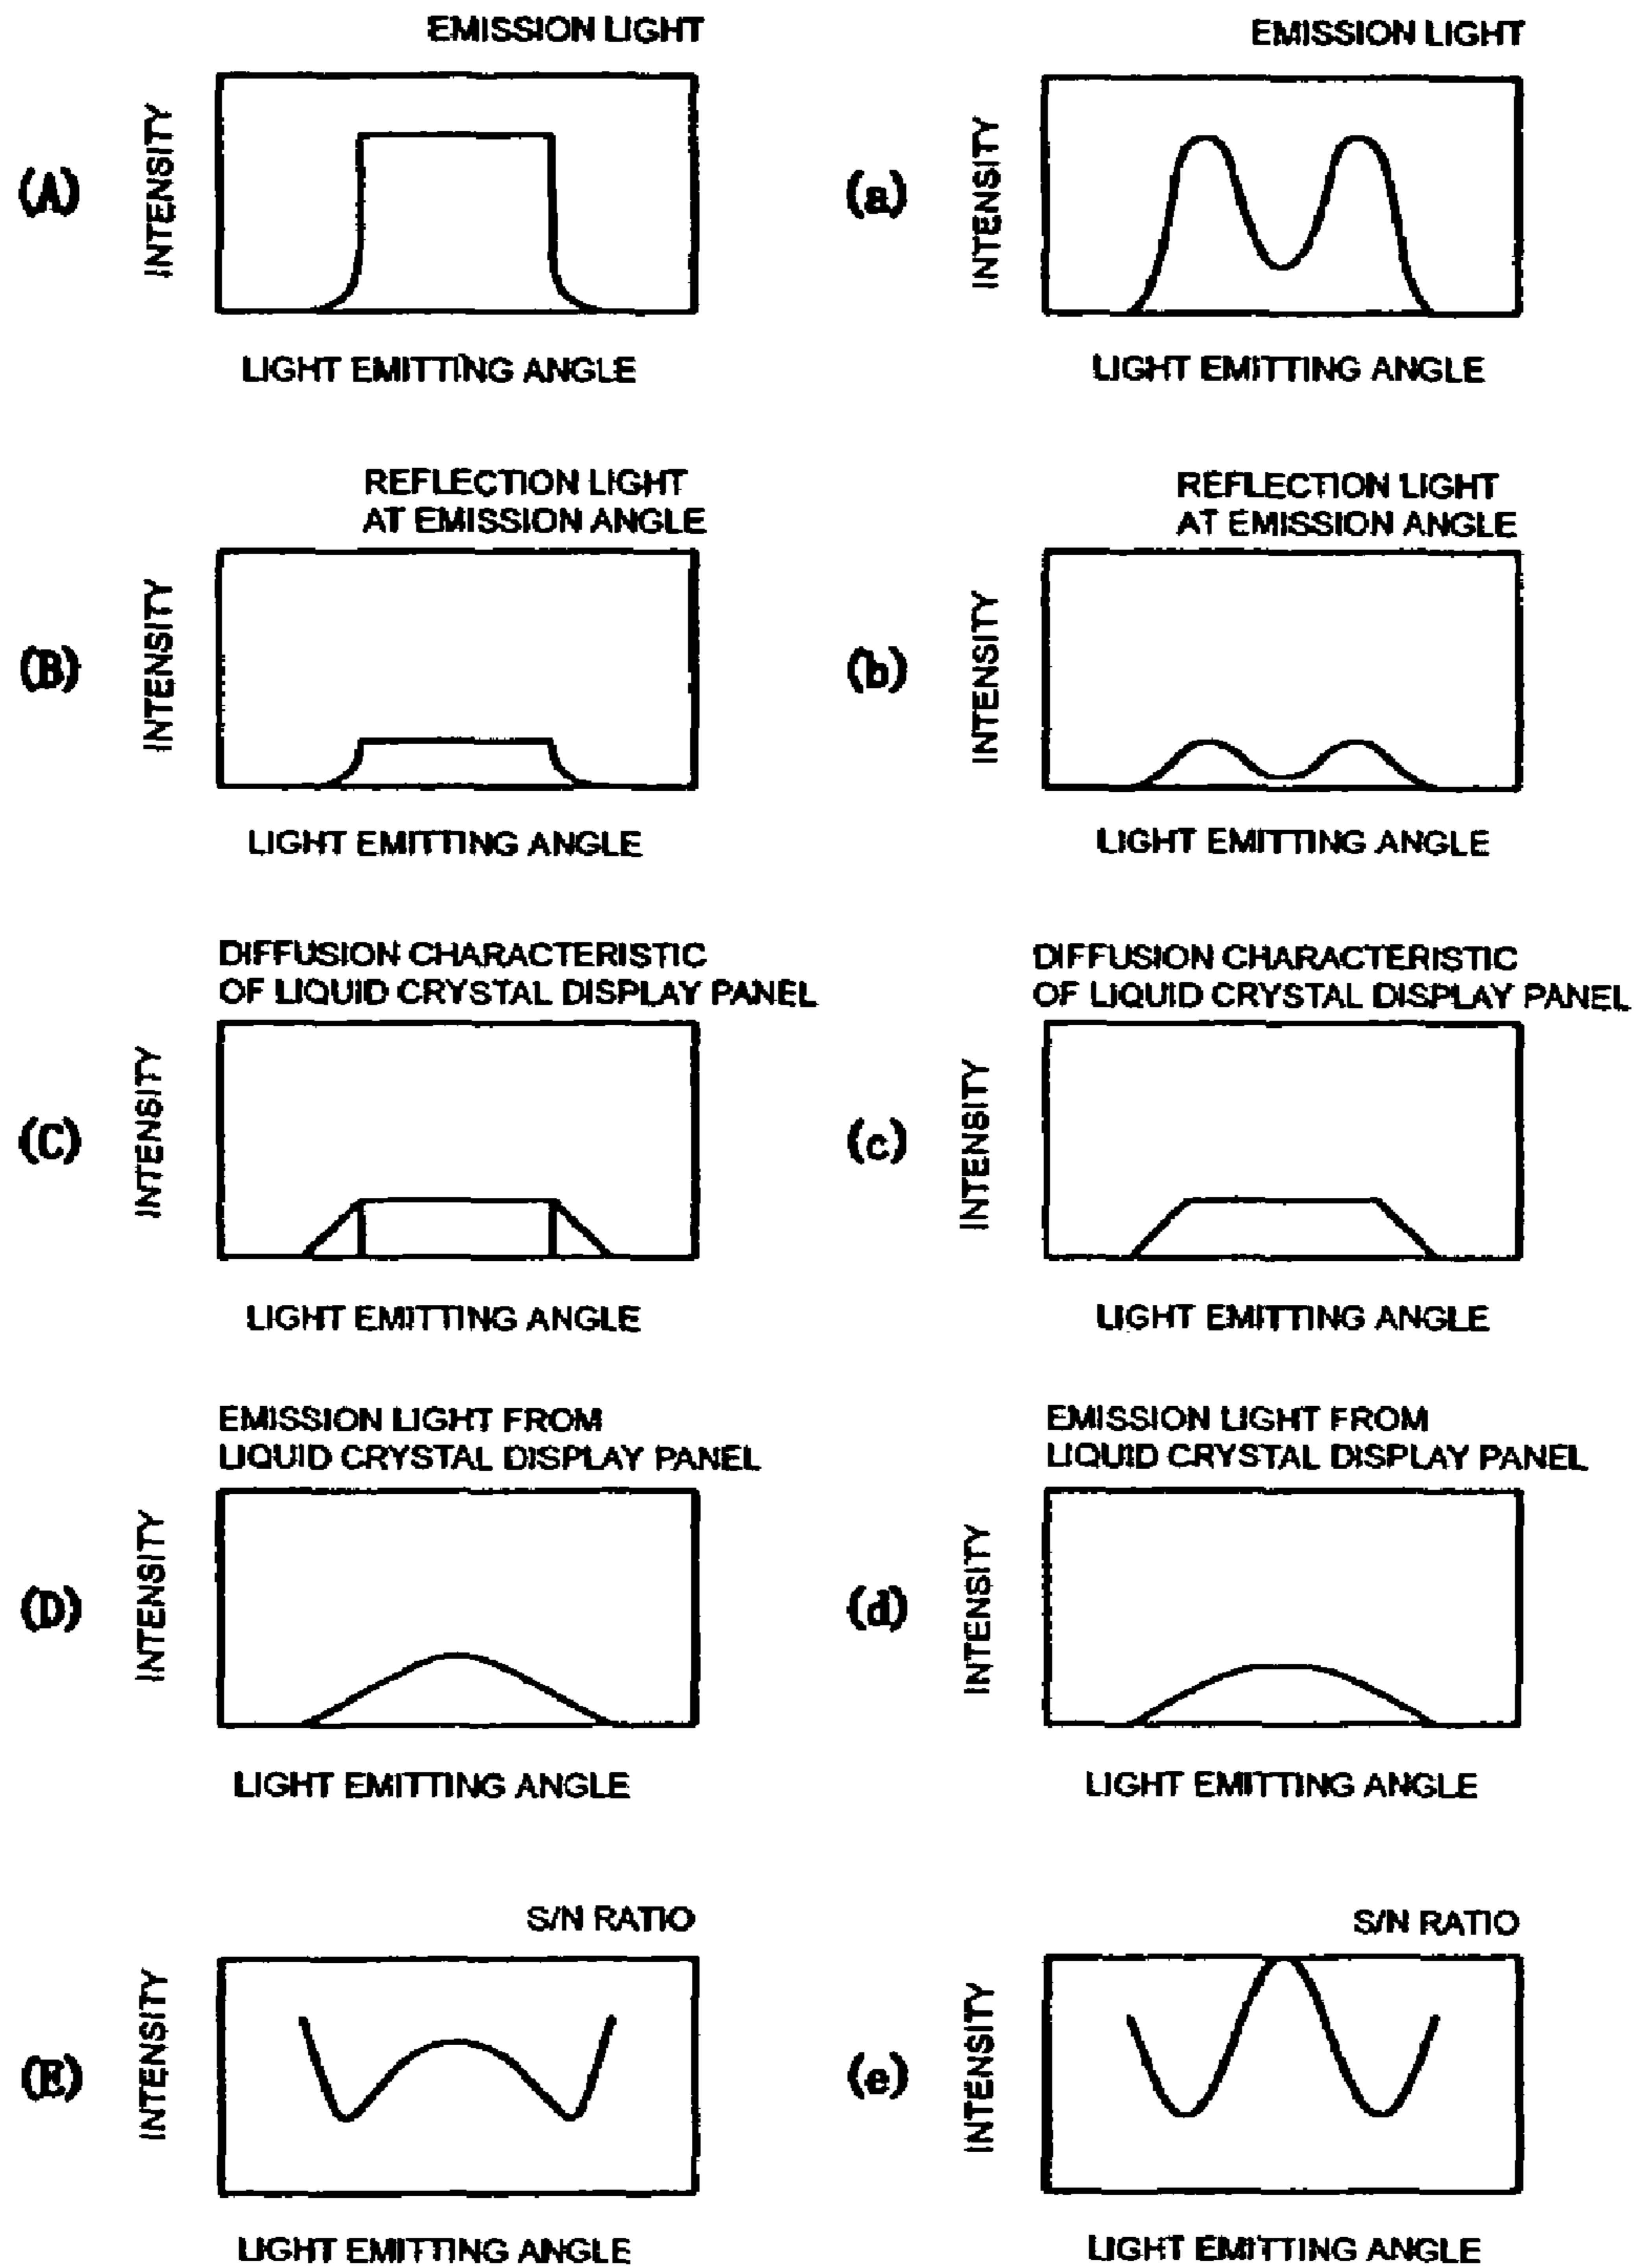 EMISSION LIGHT
(A)
INTENSITY
LIGHT EMITTING ANGLE
EMISSION LIGHT
(a)
INTENSITY
LIGHT EMITTING ANGLE
REFLECTION LIGHT
AT EMISSION ANGLE
(B)
INTENSITY
LIGHT EMITTING ANGLE
REFLECTION LIGHT
AT EMISSION ANGLE
(b)
INTENSITY
LIGHT EMITTING ANGLE
DIFFUSION CHARACTERISTIC
OF LIQUID CRYSTAL DISPLAY PANEL
(C)
INTENSITY
LIGHT EMITTING ANGLE
DIFFUSION CHARACTERISTIC
OF LIQUID CRYSTAL DISPLAY PANEL
(c)
INTENSITY
LIGHT EMITTING ANGLE
EMISSION LIGHT FROM
LIQUID CRYSTAL DISPLAY PANEL
(D)
INTENSITY
LIGHT EMITTING ANGLE
EMISSION LIGHT FROM
LIQUID CRYSTAL DISPLAY PANEL
(d)
INTENSITY
LIGHT EMITTING ANGLE
S/N RATIO
(E)
INTENSITY
LIGHT EMITTING ANGLE
S/N RATIO
(e)
INTENSITY
LIGHT EMITTING ANGLE